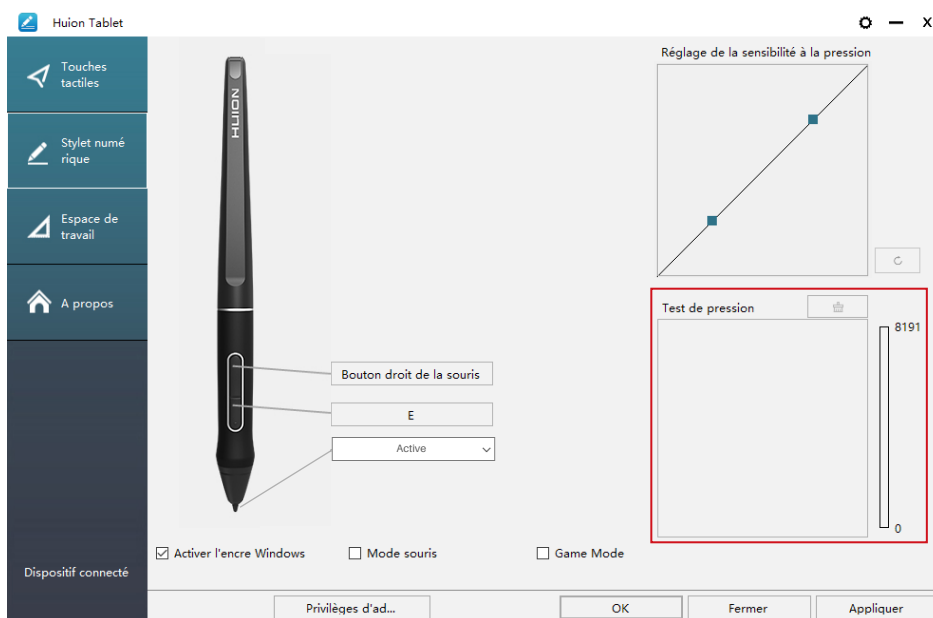 Huion Tablet
Touches
tactiles
Stylet numé
rique
Espace de
travail
A propos
Dispositif connecté
HUION
Bouton droit de la souris
E
Active
Réglage de la sensibilité à la pression
Test de pression
8191
0
Activer l'encre Windows
Mode souris
Game Mode
Privilèges d'ad...
OK
Fermer
Appliquer